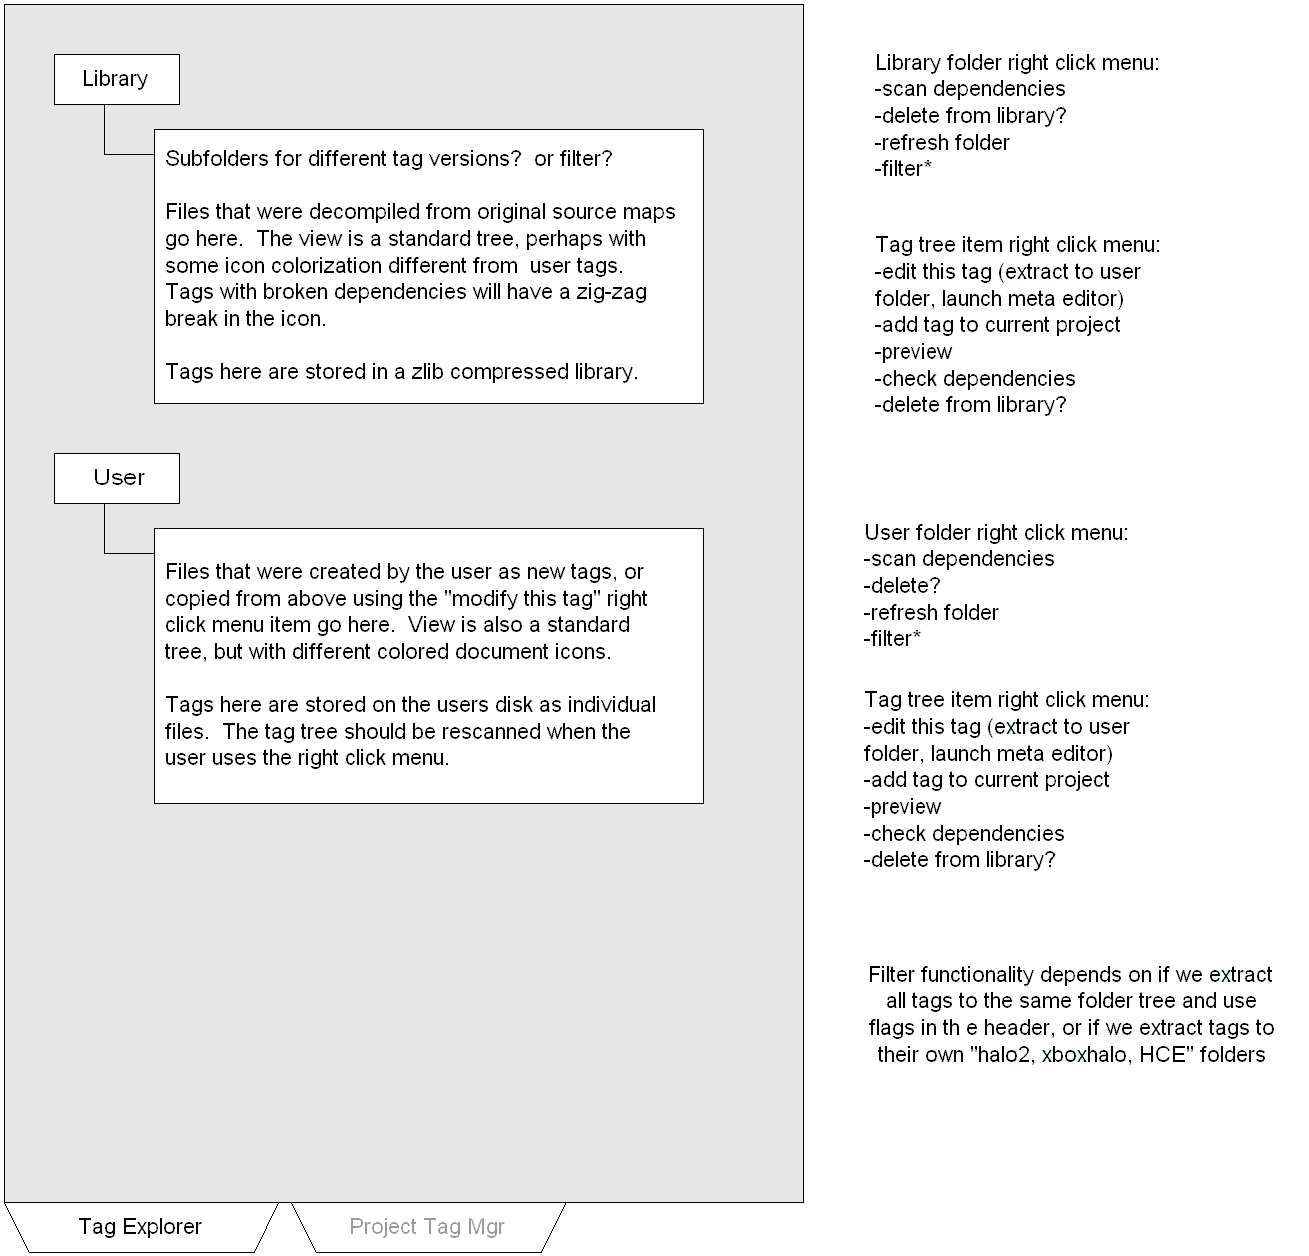 Library
Subfolders for different tag versions?  or filter?
Files that were decompiled from original source maps
go here.  The view is a standard tree, perhaps with
some icon colorization different from  user tags.
Tags with broken dependencies will have a zig-zag
break in the icon.
Tags here are stored in a zlib compressed library.
User
Files that were created by the user as new tags, or
copied from above using the "modify this tag" right
click menu item go here.  View is also a standard
tree, but with different colored document icons.
Tags here are stored on the users disk as individual
files.  The tag tree should be rescanned when the
user uses the right click menu.
Library folder right click menu:
-scan dependencies
-delete from library?
-refresh folder
-filter*
Tag tree item right click menu:
-edit this tag (extract to user
folder, launch meta editor)
-add tag to current project
-preview
-check dependencies
-delete from library?
User folder right click menu:
-scan dependencies
-delete?
-refresh folder
-filter*
Tag tree item right click menu:
-edit this tag (extract to user
folder, launch meta editor)
-add tag to current project
-preview
-check dependencies
-delete from library?
Filter functionality depends on if we extract
all tags to the same folder tree and use
flags in th e header, or if we extract tags to
their own "halo2, xboxhalo, HCE" folders
Tag Explorer
Project Tag Mgr